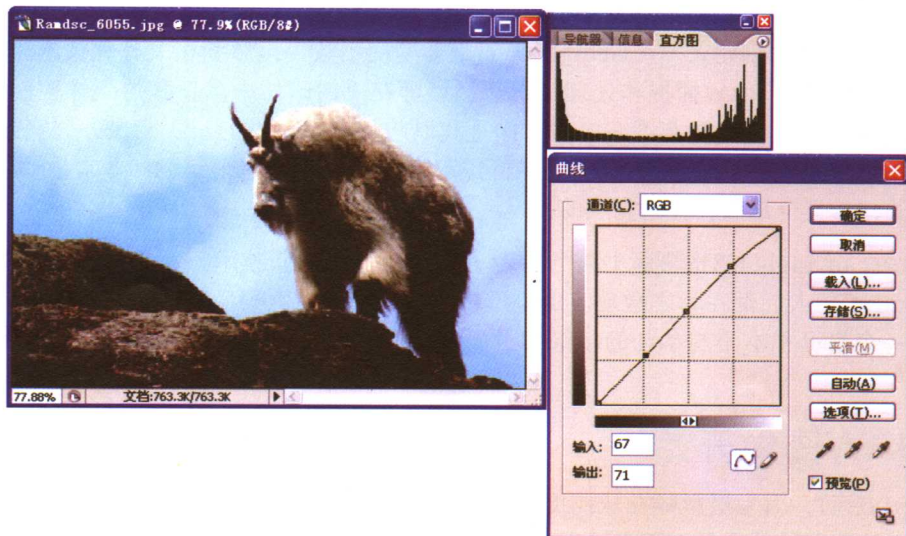 Ramdsc_6055.jpg @ 77.9%(RGB/8#)
导航器 信息 直方图
77.88% 文档:763.3K/763.3K
曲线
通道(C): RGB
确定
取消
载入(L)...
存储(S)...
平滑(M)
自动(A)
选项(T)...
输入: 67
输出: 71
预览(P)